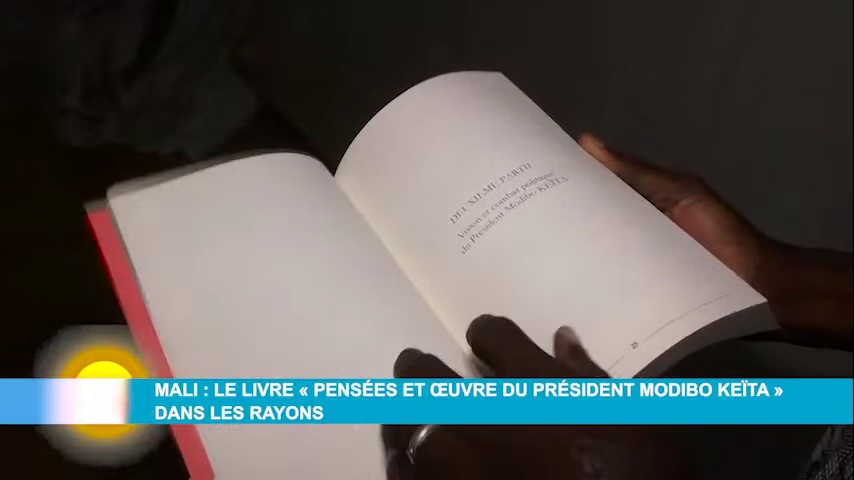 DEUXIÈME PARTIE
Vision et combat politique
du Président Modibo KEÏTA
25
MALI : LE LIVRE « PENSÉES ET ŒUVRE DU PRÉSIDENT MODIBO KEÏTA »
DANS LES RAYONS